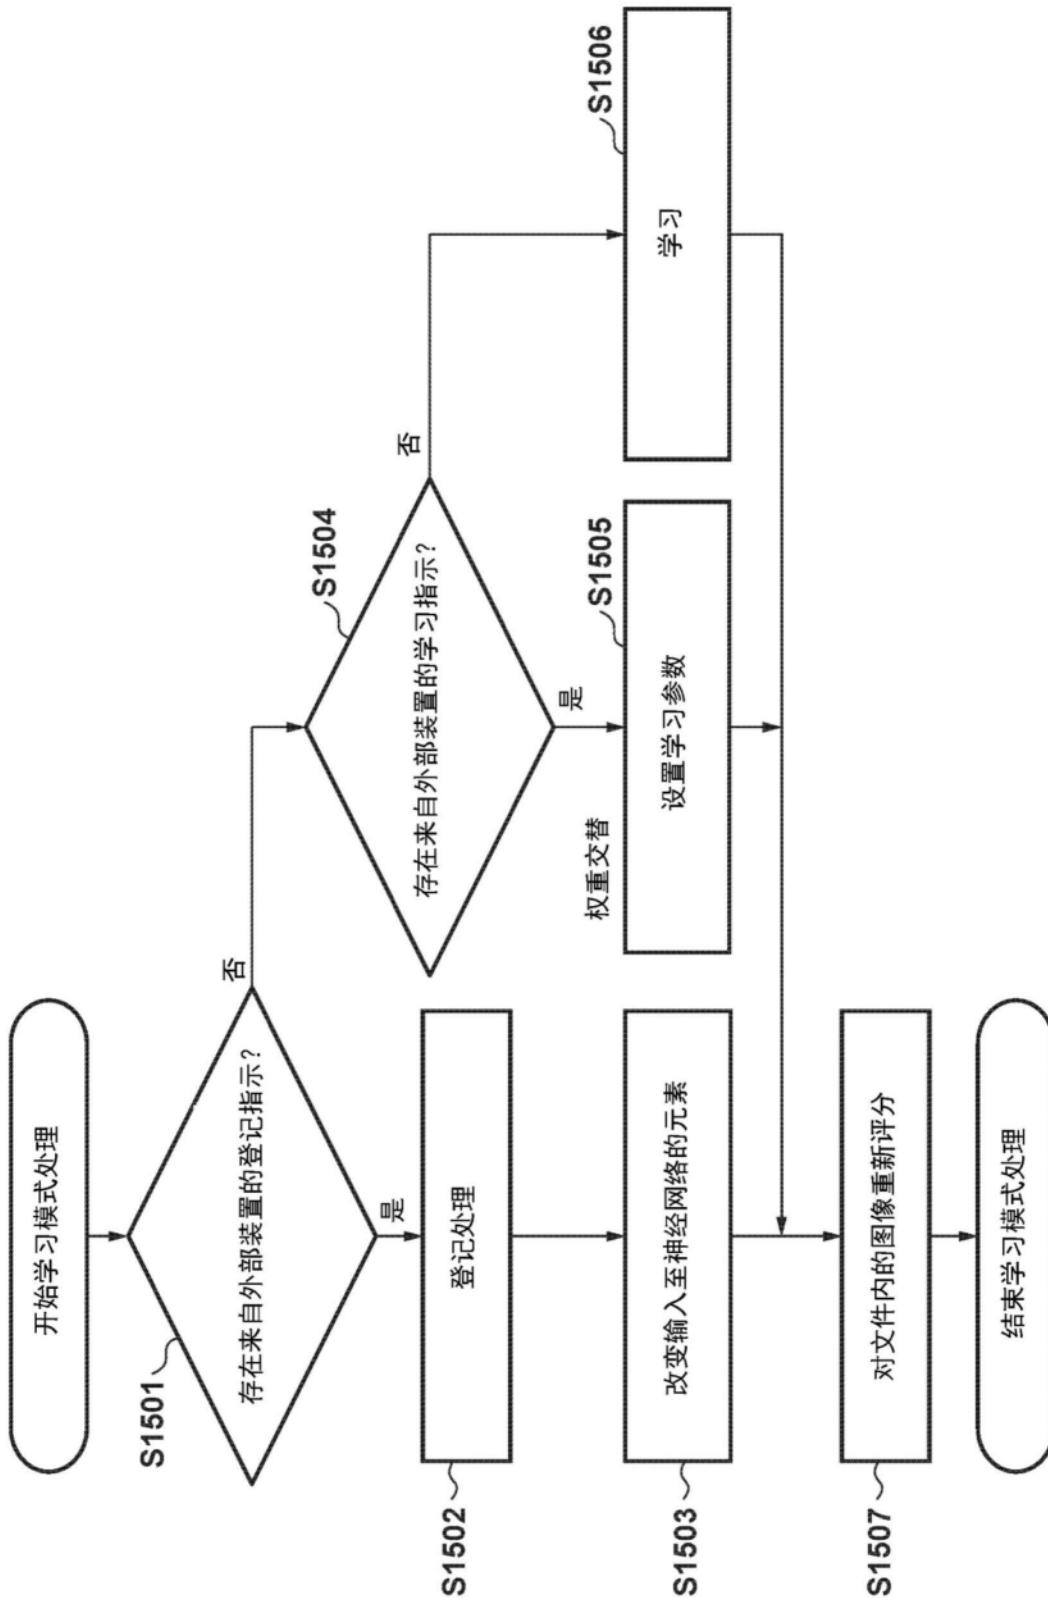 开始学习模式处理
S1501
存在来自外部装置的登记指示？
否
是
S1502
登记处理
S1503
改变输入至神经网络的元素
S1504
存在来自外部装置的学习指示？
否
是
权重交替
S1505
设置学习参数
S1506
学习
S1507
对文件内的图像重新评分
结束学习模式处理